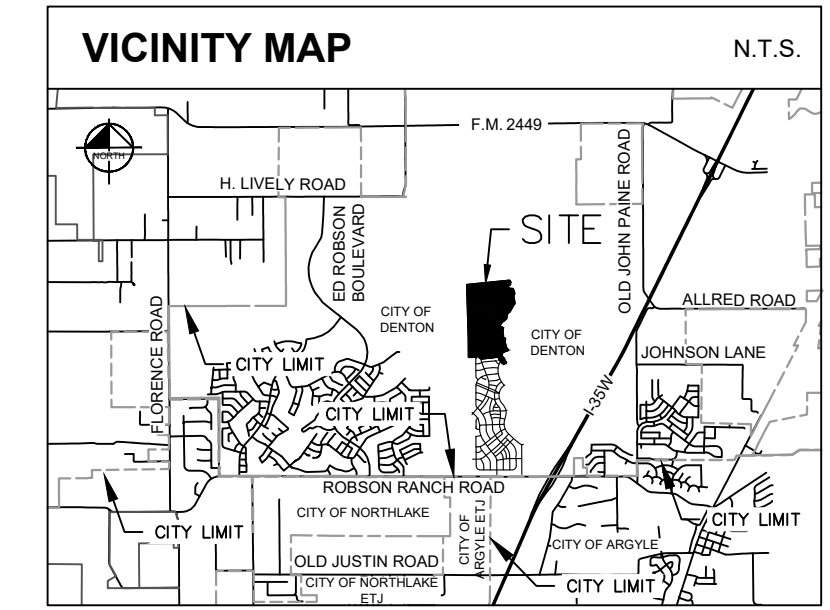 VICINITY MAP
N.T.S.
F.M. 2449
NORTH
H. LIVELY ROAD
ED ROBSON
BOULEVARD
OLD JOHN PAINE ROAD
SITE
FLORENCE ROAD
CITY OF
DENTON
CITY OF
DENTON
ALLRED ROAD
JOHNSON LANE
CITY LIMIT
I-35W
CITY LIMIT
ROBSON RANCH ROAD
CITY OF NORTHLAKE
CITY OF
ARGYLE ETJ
CITY LIMIT
CITY LIMIT
CITY OF ARGYLE
OLD JUSTIN ROAD
CITY OF NORTHLAKE
ETJ
CITY LIMIT